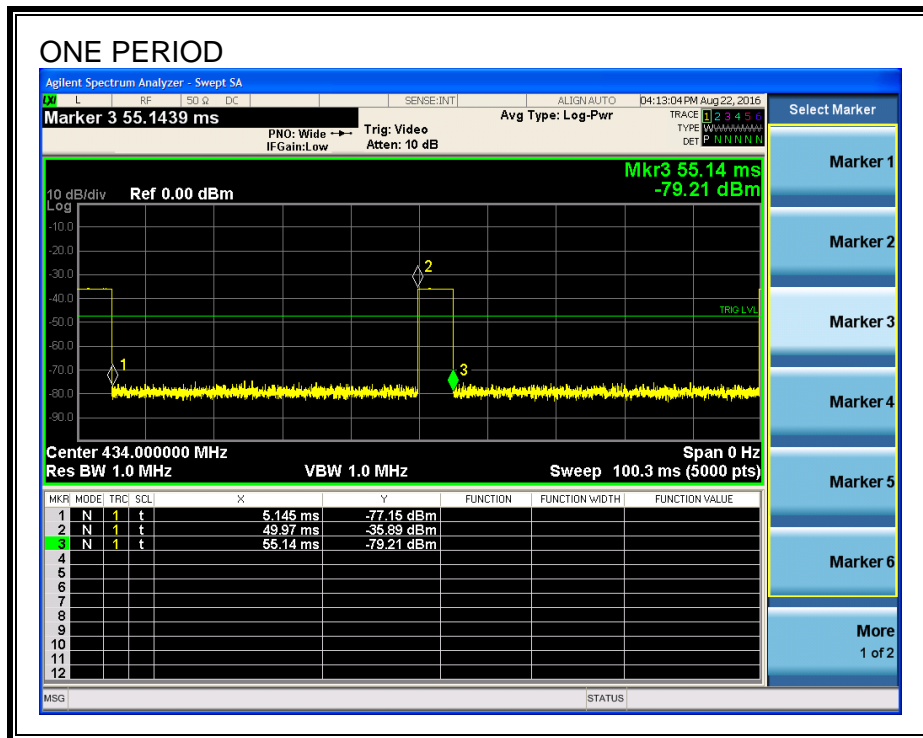 ONE PERIOD
Agilent Spectrum Analyzer - Swept SA
LXI L RF 50 Ω DC SENSE:INT ALIGN AUTO 04:13:04 PM Aug 22, 2016
Marker 3 55.1439 ms
PNO: Wide
IFGain:Low
Trig: Video
Atten: 10 dB
Avg Type: Log-Pwr
TRACE 1 2 3 4 5 6
TYPE WWWWWW
DET P N N N N N
Mkr3 55.14 ms
-79.21 dBm
10 dB/div Ref 0.00 dBm
Log
-10.0
-20.0
-30.0
-40.0
-50.0
-60.0
-70.0
-80.0
-90.0
1
2
3
TRIG LVL
Center 434.000000 MHz Span 0 Hz
Res BW 1.0 MHz VBW 1.0 MHz Sweep 100.3 ms (5000 pts)
MKR MODE TRC SCL X Y FUNCTION FUNCTION WIDTH FUNCTION VALUE
1 N 1 t 5.145 ms -77.15 dBm
2 N 1 t 49.97 ms -35.89 dBm
3 N 1 t 55.14 ms -79.21 dBm
4
5
6
7
8
9
10
11
12
MSG STATUS
Select Marker
Marker 1
Marker 2
Marker 3
Marker 4
Marker 5
Marker 6
More
1 of 2